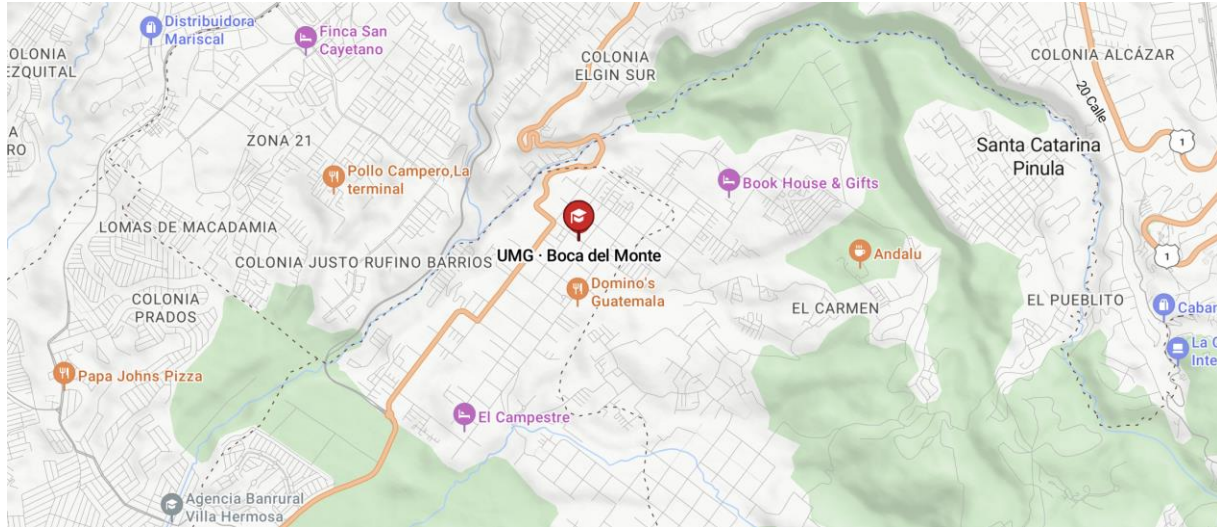 Distribuidora
Mariscal
Finca San
Cayetano
COLONIA
ELGIN SUR
COLONIA ALCÁZAR
20 Calle
1
ZONA 21
Santa Catarina
Pinula
Pollo Campero,La
terminal
Book House & Gifts
LOMAS DE MACADAMIA
COLONIA JUSTO RUFINO BARRIOS
UMG · Boca del Monte
Andalu
1
Domino's
Guatemala
COLONIA
PRADOS
EL CARMEN
EL PUEBLITO
Papa Johns Pizza
El Campestre
Agencia Banrural
Villa Hermosa